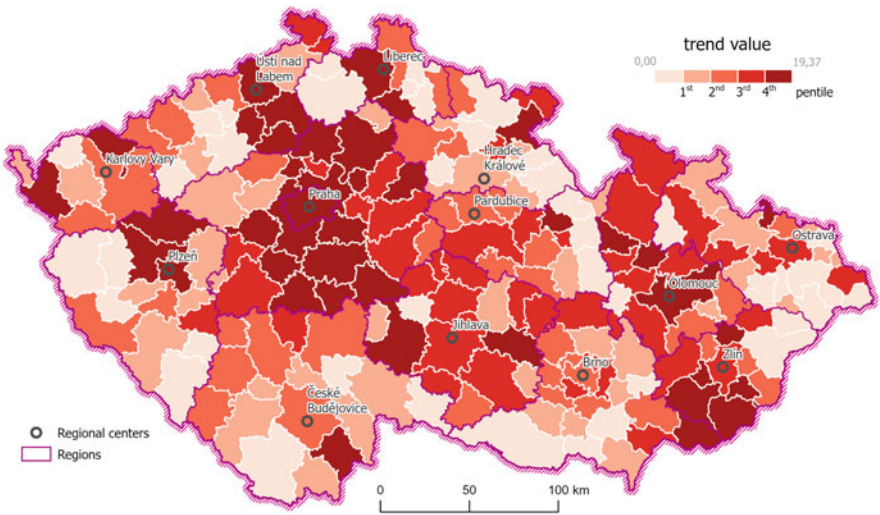 trend value
0,00
19,37
1st 2nd 3rd 4th pentile
Ústí nad
Labem
Liberec
Karlovy Vary
Hradec
Králové
Praha
Pardubice
Ostrava
Plzeň
Olomouc
Jihlava
Zlín
Brno
České
Budějovice
Regional centers
Regions
0 50 100 km